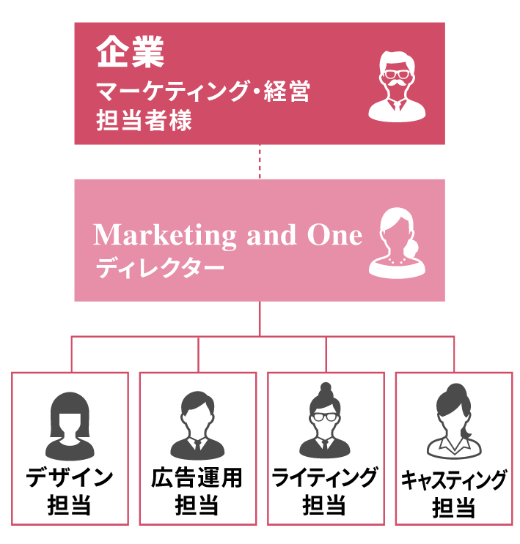 企業
マーケティング・経営
担当者様
Marketing and One
ディレクター
デザイン
担当
広告運用
担当
ライティング
担当
キャスティング
担当